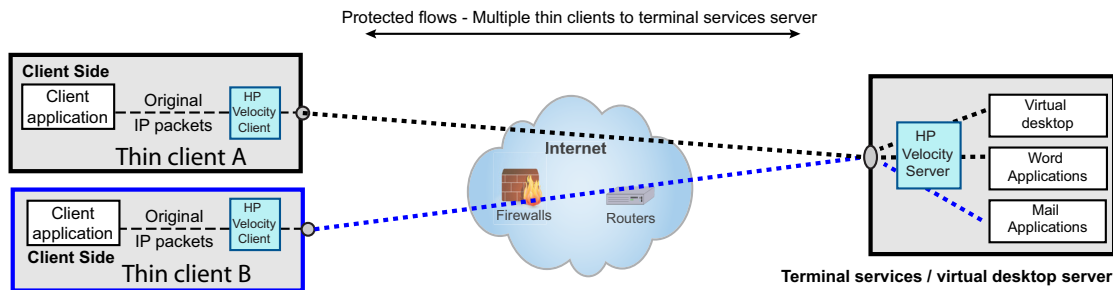 Protected flows - Multiple thin clients to terminal services server
Client Side
Client
application
Original
IP packets
HP
Velocity
Client
Thin client A
Client
application
Original
IP packets
HP
Velocity
Client
Client Side
Thin client B
Internet
Firewalls
Routers
HP
Velocity
Server
Virtual
desktop
Word
Applications
Mail
Applications
Terminal services / virtual desktop server